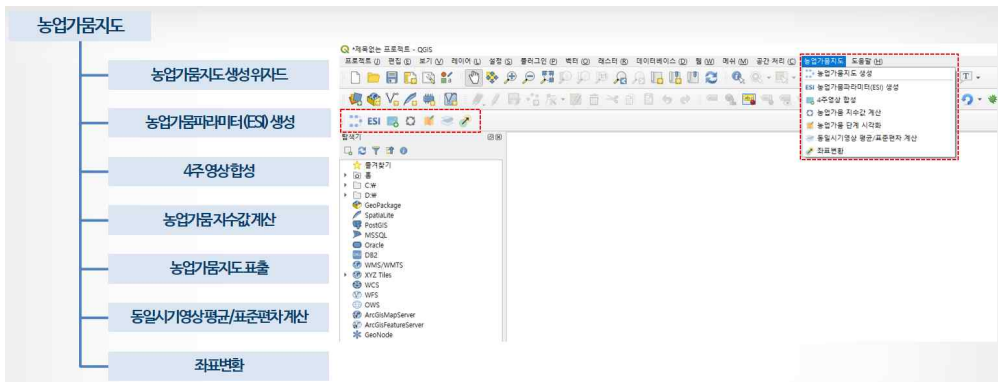 농업가뭄지도
농업가뭄지도생성위자드
농업가뭄파라미터(ESI) 생성
4주영상합성
농업가뭄지수값계산
농업가뭄지도표출
동일시기영상평균/표준편차계산
좌표변환
*제목없는 프로젝트 - QGIS
프로젝트 (J) 편집 (E) 보기 (V) 레이어 (L) 설정 (S) 플러그인 (P) 벡터 (O) 래스터 (R) 데이터베이스 (D) 웹 (W) 메쉬 (M) 공간 처리 (C) 농업가뭄지도 도움말 (H)
농업가뭄지도 생성
ESI 농업가뭄파라미터(ESI) 생성
4주영상 합성
농업가뭄 지수값 계산
농업가뭄 단계 시각화
동일시기영상 평균/표준편차 계산
좌표변환
ESI
탐색기
즐겨찾기
홈
C:₩
D:₩
GeoPackage
SpatiaLite
PostGIS
MSSQL
Oracle
DB2
WMS/WMTS
XYZ Tiles
WCS
WFS
OWS
ArcGisMapServer
ArcGisFeatureServer
GeoNode